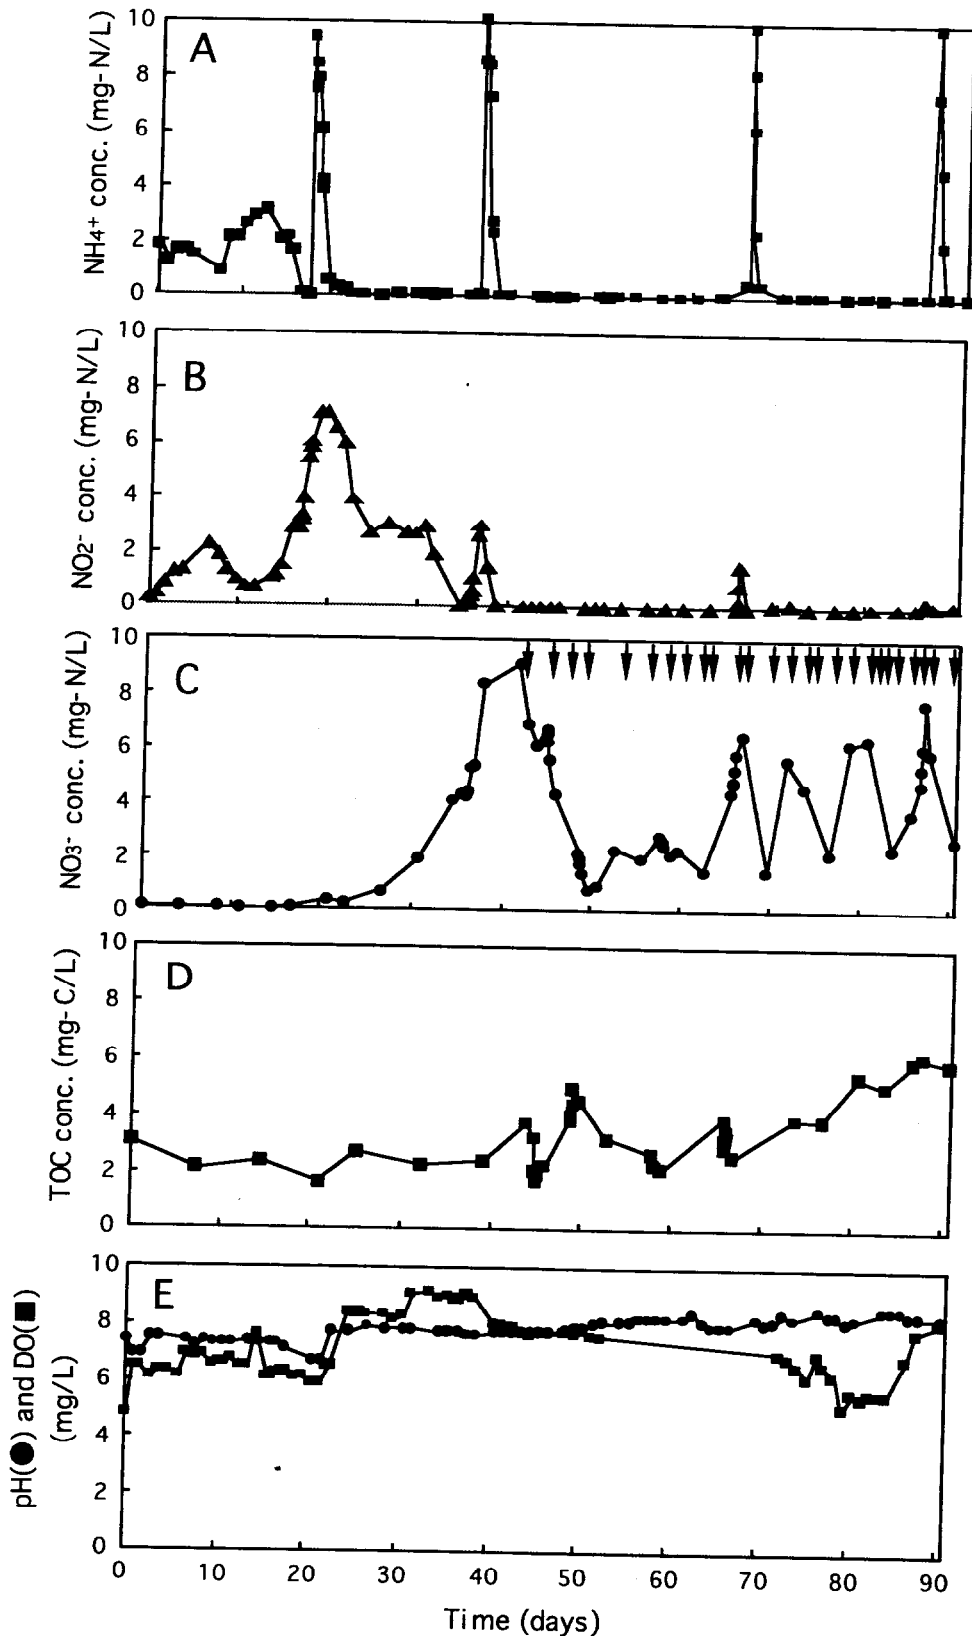 A
NH4+ conc. (mg-N/L)
10
8
6
4
2
0
B
NO2- conc. (mg-N/L)
10
8
6
4
2
0
C
NO3- conc. (mg-N/L)
10
8
6
4
2
0
D
TOC conc. (mg-C/L)
10
8
6
4
2
0
E
pH(●) and DO(■)
(mg/L)
10
8
6
4
2
0
0 10 20 30 40 50 60 70 80 90
Time (days)